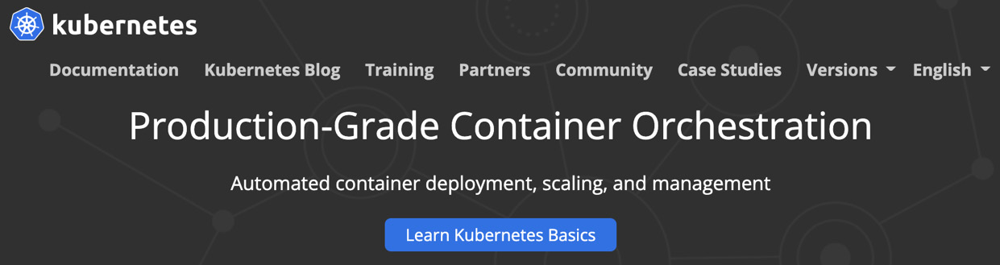 kubernetes
Documentation Kubernetes Blog Training Partners Community Case Studies Versions English
Production-Grade Container Orchestration
Automated container deployment, scaling, and management
Learn Kubernetes Basics